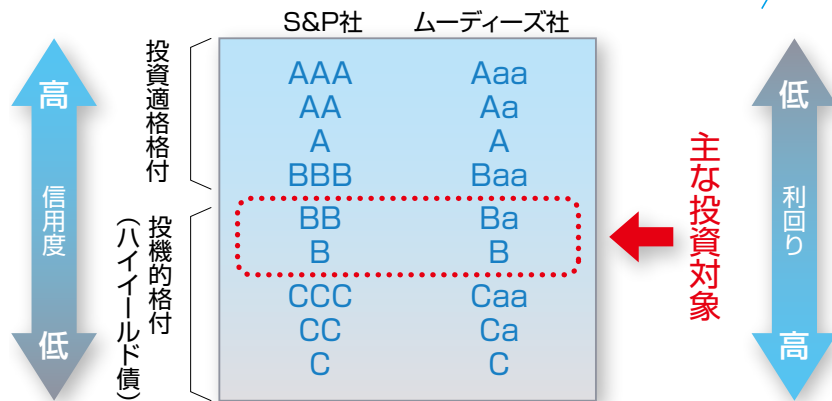 S&P社 ムーディーズ社
高
信用度
低
投資適格格付
投機的格付
（ハイイールド債）
AAA Aaa
AA Aa
A A
BBB Baa
BB Ba
B B
CCC Caa
CC Ca
C C
主な投資対象
低
利回り
高